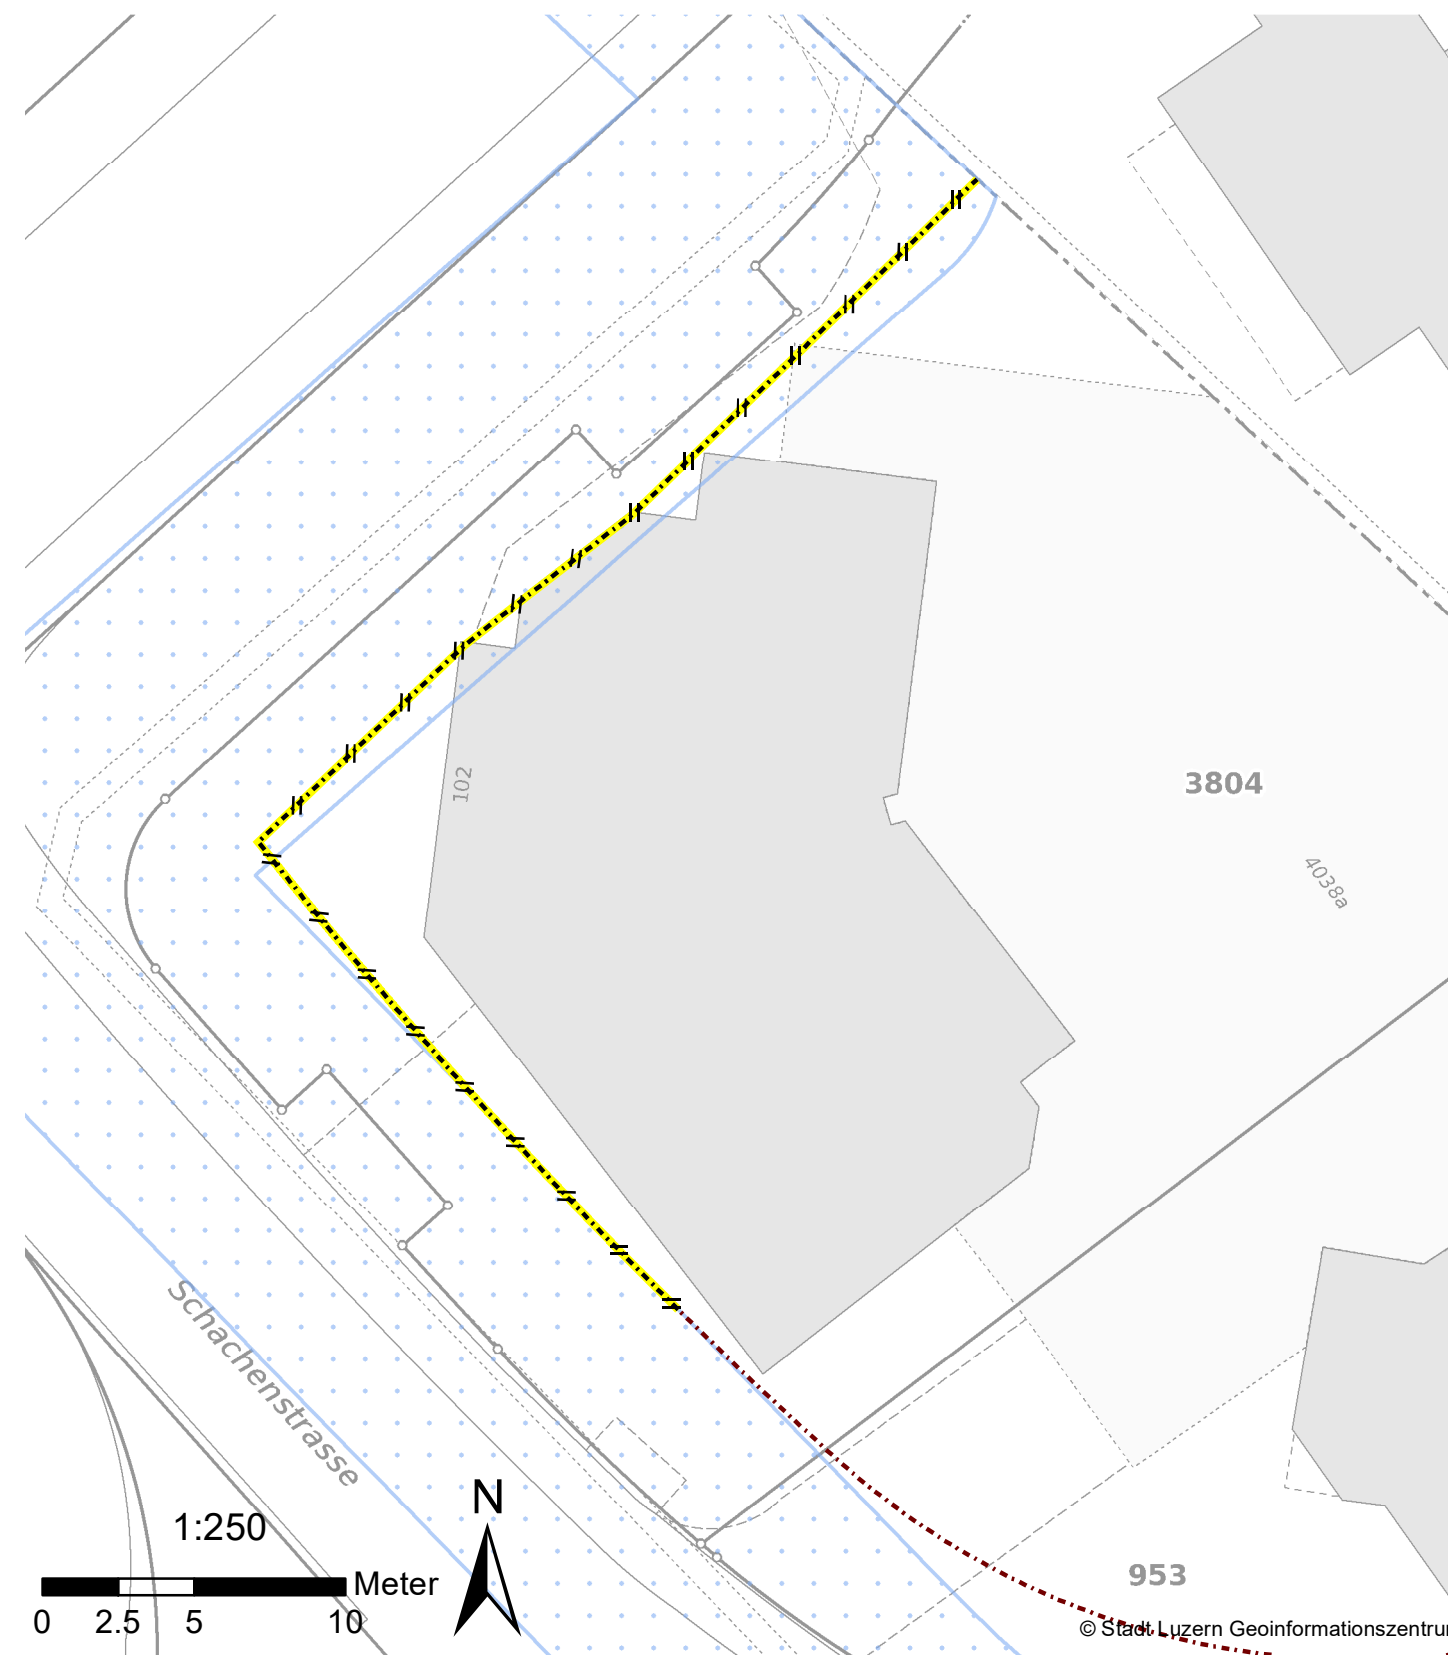 102
3804
4038a
Schachenstrasse
N
1:250
Meter
0 2.5 5 10
953
© Stadt Luzern Geoinformationszentrum